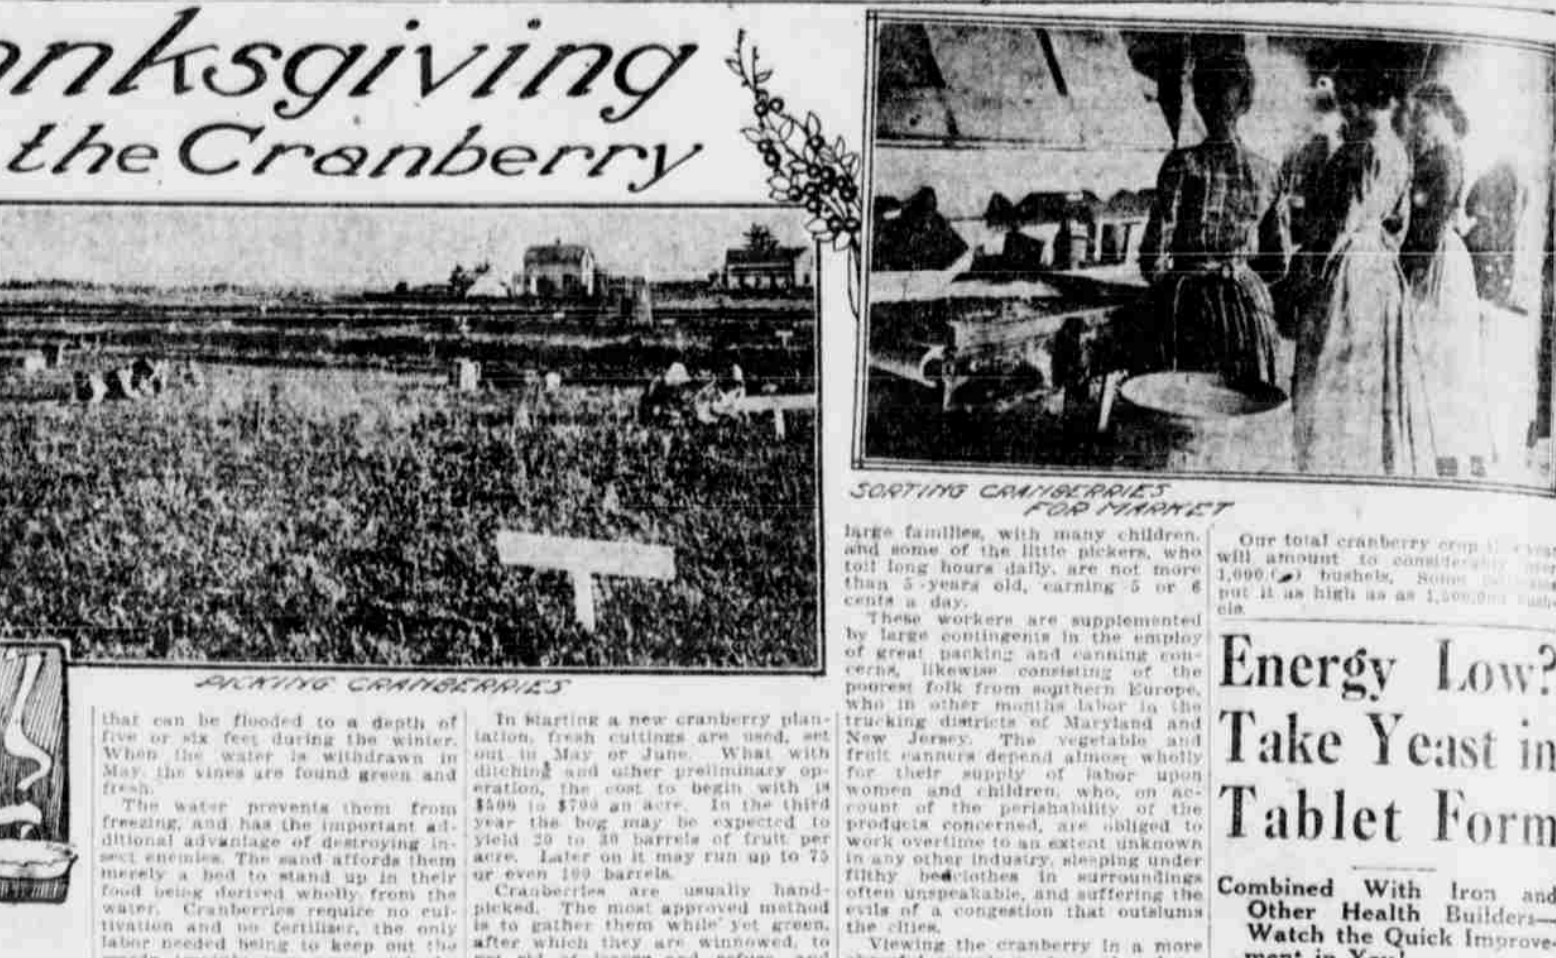 anksgiving
the Cranberry
PICKING CRANBERRIES
SORTING CRANBERRIES
FOR MARKET
that can be flooded to a depth of
five or six feet during the winter.
When the water is withdrawn in
May, the vines are found green and
fresh.
The water prevents them from
freezing, and has the important ad-
ditional advantage of destroying in-
sect enemies. The sand affords them
merely a bed to stand up in their
food being derived wholly from the
water. Cranberries require no cul-
tivation and no fertiliser, the only
labor needed being to keep out the
In starting a new cranberry plan-
tation, fresh cuttings are used, set
out in May or June. What with
ditching and other preliminary op-
eration, the cost to begin with is
$500 to $700 an acre. In the third
year the bog may be expected to
yield 20 to 30 barrels of fruit per
acre. Later on it may run up to 75
or even 100 barrels.
Cranberries are usually hand-
picked. The most approved method
is to gather them while yet green,
after which they are winnowed, to
get rid of leaves and refuse, and
large families, with many children,
and some of the little pickers, who
toil long hours daily, are not more
than 5 years old, earning 5 or 6
cents a day.
These workers are supplemented
by large contingents in the employ
of great packing and canning con-
cerns, likewise consisting of the
poorest folk from southern Europe,
who in other months labor in the
trucking districts of Maryland and
New Jersey. The vegetable and
fruit canners depend almost wholly
for their supply of labor upon
women and children, who, on ac-
count of the perishability of the
products concerned, are obliged to
work overtime to an extent unknown
in any other industry, sleeping under
filthy bedclothes in surroundings
often unspeakable, and suffering the
evils of a congestion that outslums
the cities.
Viewing the cranberry in a more
Our total cranberry crop
will amount to
bushels. Some
put it as high as as
els.
Energy Low?
Take Yeast in
Tablet Form
Combined With Iron and
Other Health Builders—
Watch the Quick Improve-
ment in You!